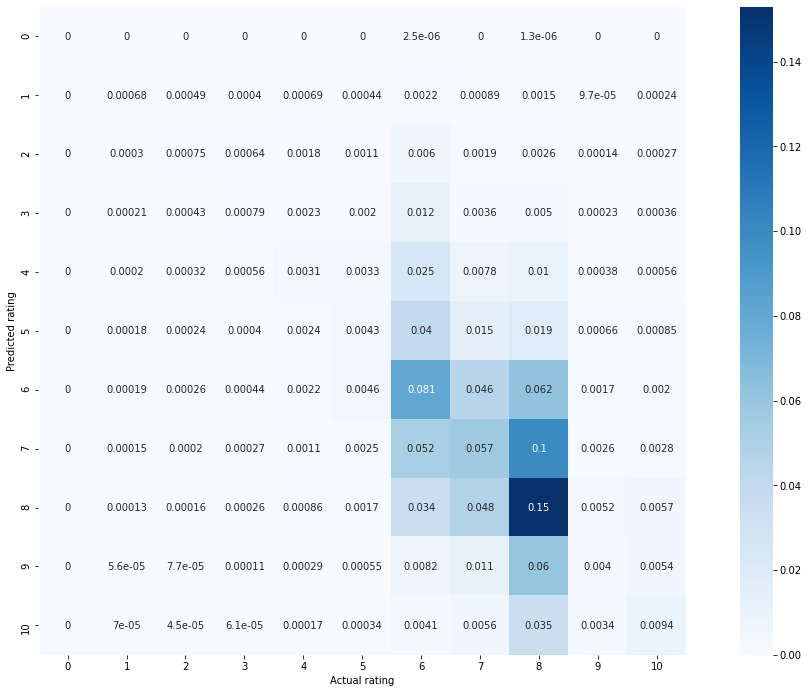 0 0 0 0 0 0 0 2.5e-06 0 1.3e-06 0 0
1 0 0.00068 0.00049 0.0004 0.00069 0.00044 0.0022 0.00089 0.0015 9.7e-05 0.00024
2 0 0.0003 0.00075 0.00064 0.0018 0.0011 0.006 0.0019 0.0026 0.00014 0.00027
3 0 0.00021 0.00043 0.00079 0.0023 0.002 0.012 0.0036 0.005 0.00023 0.00036
4 0 0.0002 0.00032 0.00056 0.0031 0.0033 0.025 0.0078 0.01 0.00038 0.00056
5 0 0.00018 0.00024 0.0004 0.0024 0.0043 0.04 0.015 0.019 0.00066 0.00085
6 0 0.00019 0.00026 0.00044 0.0022 0.0046 0.081 0.046 0.062 0.0017 0.002
7 0 0.00015 0.0002 0.00027 0.0011 0.0025 0.052 0.057 0.1 0.0026 0.0028
8 0 0.00013 0.00016 0.00026 0.00086 0.0017 0.034 0.048 0.15 0.0052 0.0057
9 0 5.6e-05 7.7e-05 0.00011 0.00029 0.00055 0.0082 0.011 0.06 0.004 0.0054
10 0 7e-05 4.5e-05 6.1e-05 0.00017 0.00034 0.0041 0.0056 0.035 0.0034 0.0094
0 1 2 3 4 5 6 7 8 9 10
Actual rating
Predicted rating
0.14
0.12
0.10
0.08
0.06
0.04
0.02
0.00